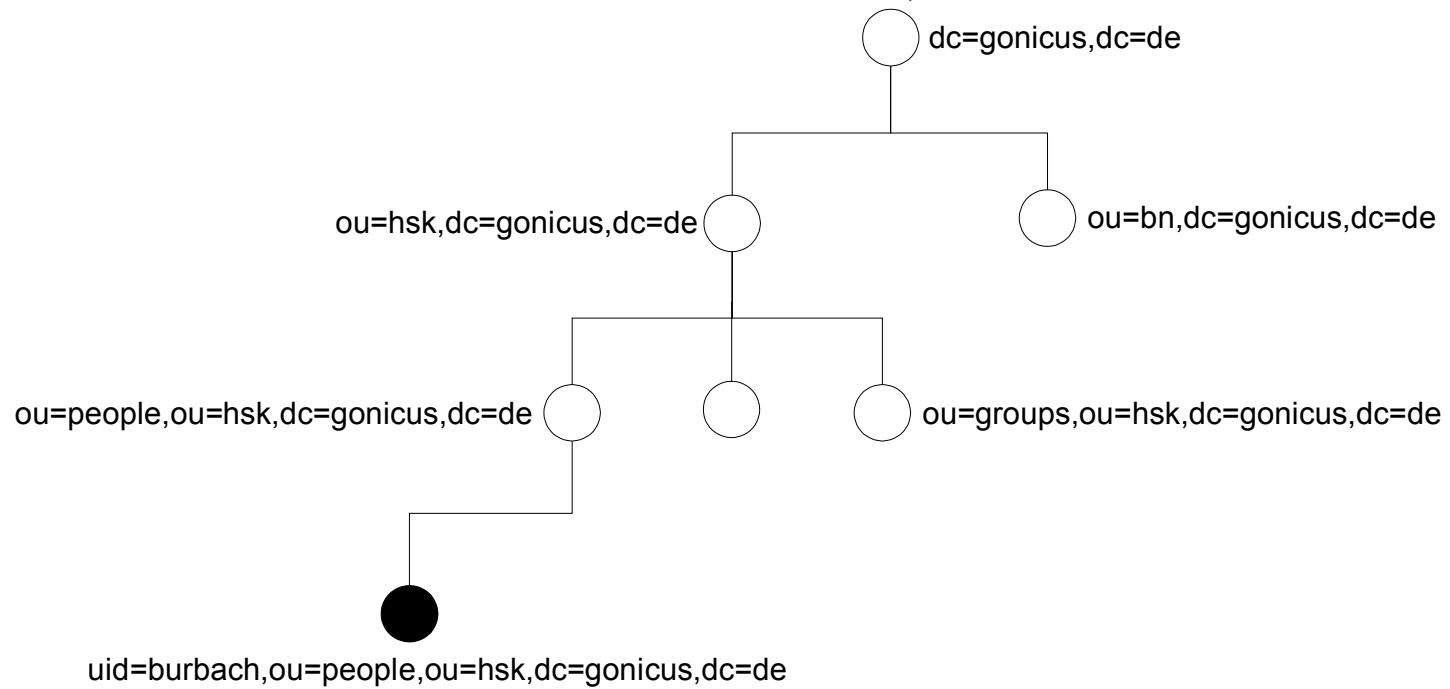 dc=gonicus,dc=de
ou=hsk,dc=gonicus,dc=de
ou=bn,dc=gonicus,dc=de
ou=people,ou=hsk,dc=gonicus,dc=de
ou=groups,ou=hsk,dc=gonicus,dc=de
uid=burbach,ou=people,ou=hsk,dc=gonicus,dc=de